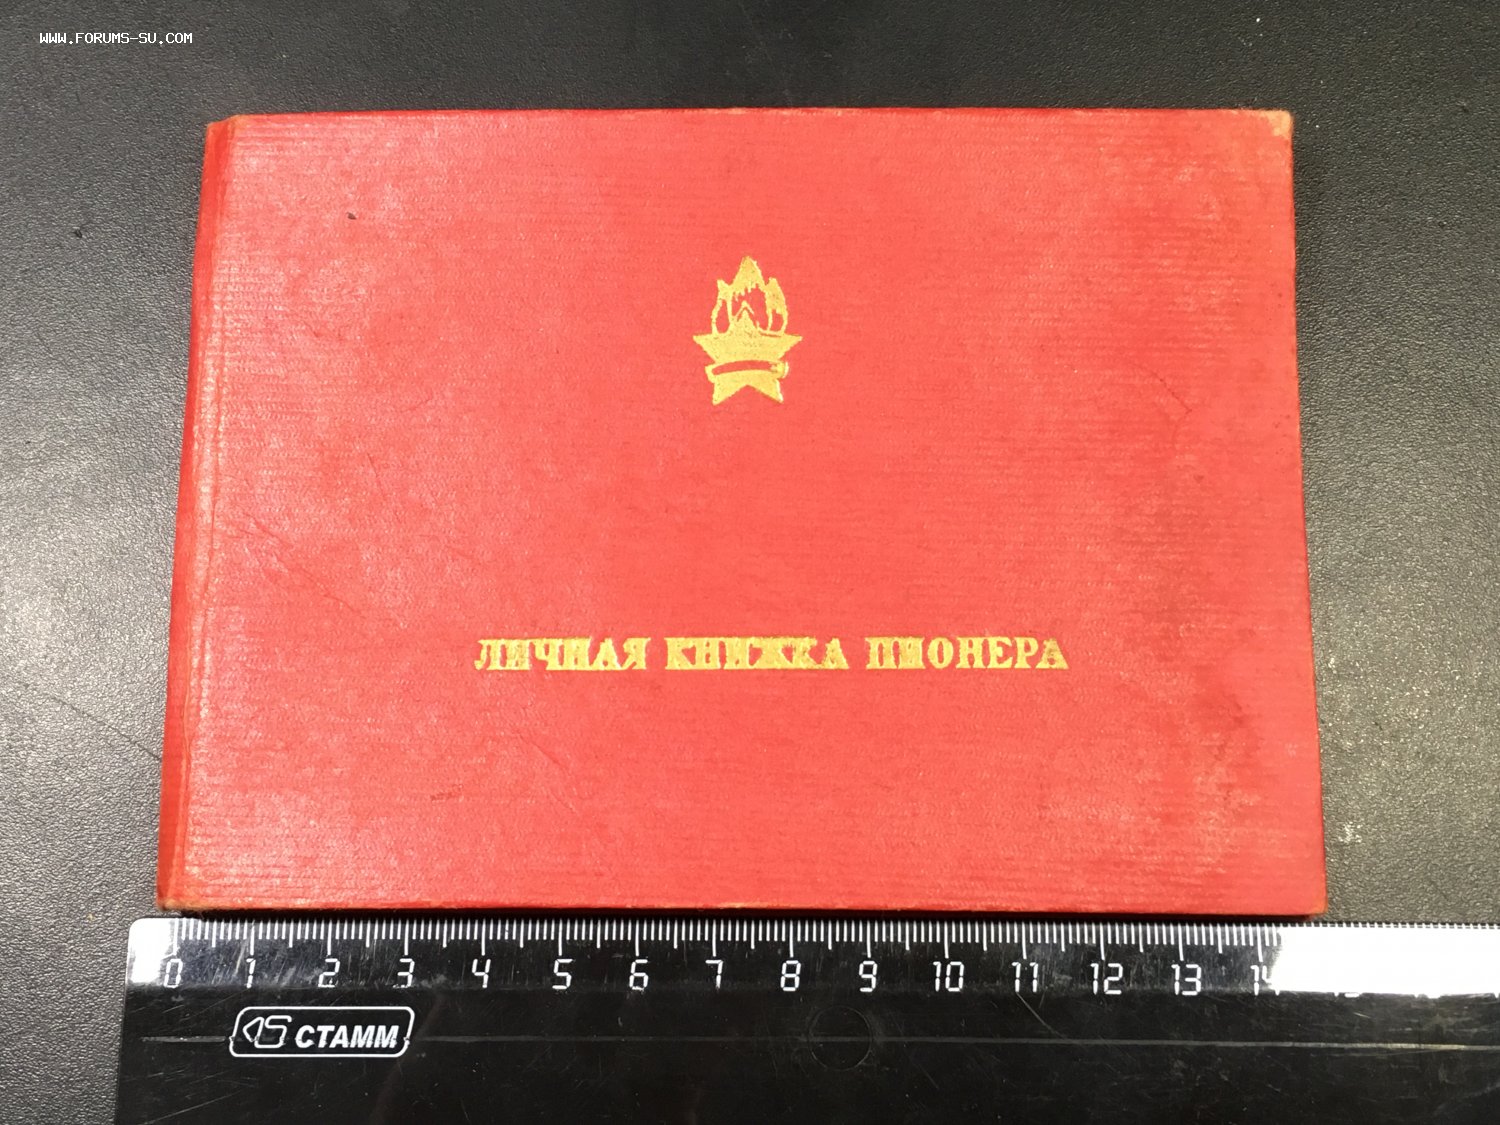 WWW.FORUMS-SU.COM
ЛИЧНАЯ КНИЖКА ПИОНЕРА
0 1 2 3 4 5 6 7 8 9 10 11 12 13 14
СТАММ